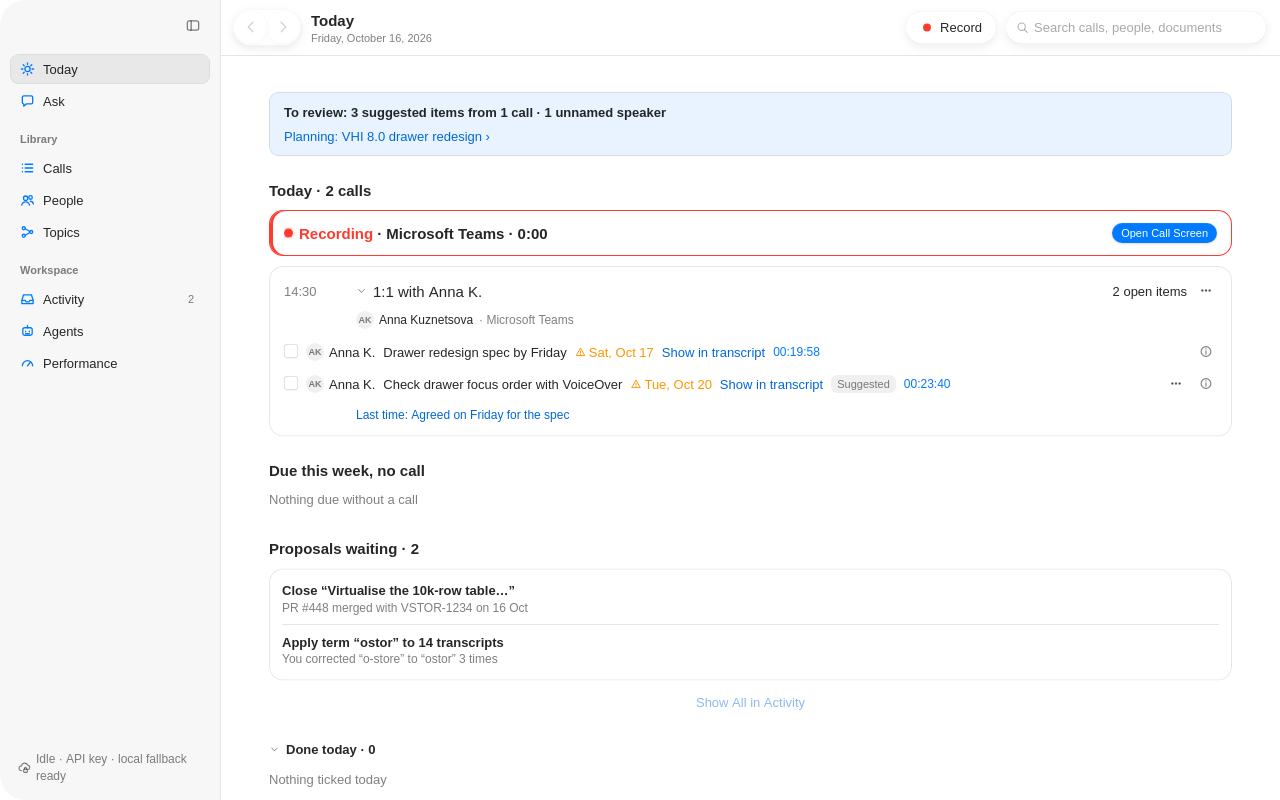 Today
Friday, October 16, 2026
Record
Search calls, people, documents
Today
Ask
Library
Calls
People
Topics
Workspace
Activity 2
Agents
Performance
Idle · API key · local fallback
ready
To review: 3 suggested items from 1 call · 1 unnamed speaker
Planning: VHI 8.0 drawer redesign ›
Today · 2 calls
Recording · Microsoft Teams · 0:00
Open Call Screen
14:30 1:1 with Anna K. 2 open items
AK Anna Kuznetsova · Microsoft Teams
AK Anna K. Drawer redesign spec by Friday Sat, Oct 17 Show in transcript 00:19:58
AK Anna K. Check drawer focus order with VoiceOver Tue, Oct 20 Show in transcript Suggested 00:23:40
Last time: Agreed on Friday for the spec
Due this week, no call
Nothing due without a call
Proposals waiting · 2
Close “Virtualise the 10k-row table…”
PR #448 merged with VSTOR-1234 on 16 Oct
Apply term “ostor” to 14 transcripts
You corrected “o-store” to “ostor” 3 times
Show All in Activity
Done today · 0
Nothing ticked today